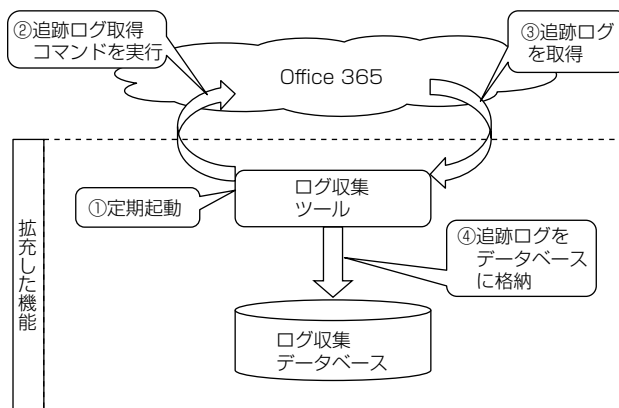 ②追跡ログ取得
コマンドを実行
Office 365
③追跡ログ
を取得
①定期起動
ログ収集
ツール
④追跡ログを
データベース
に格納
拡充した機能
ログ収集
データベース